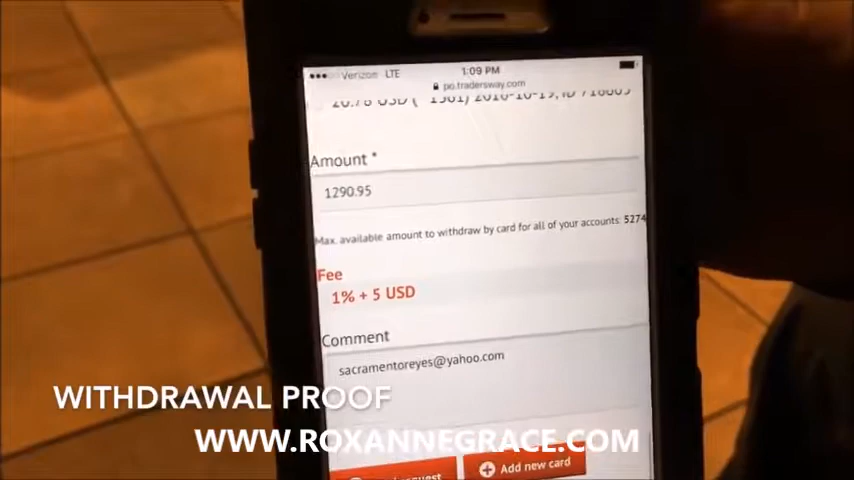 Verizon LTE 1:09 PM
po.tradersway.com
Amount *
1290.95
Max. available amount to withdraw by card for all of your accounts: 5274
Fee
1% + 5 USD
Comment
sacramentoreyes@yahoo.com
WITHDRAWAL PROOF
WWW.ROXANNEGRACE.COM
Add new card